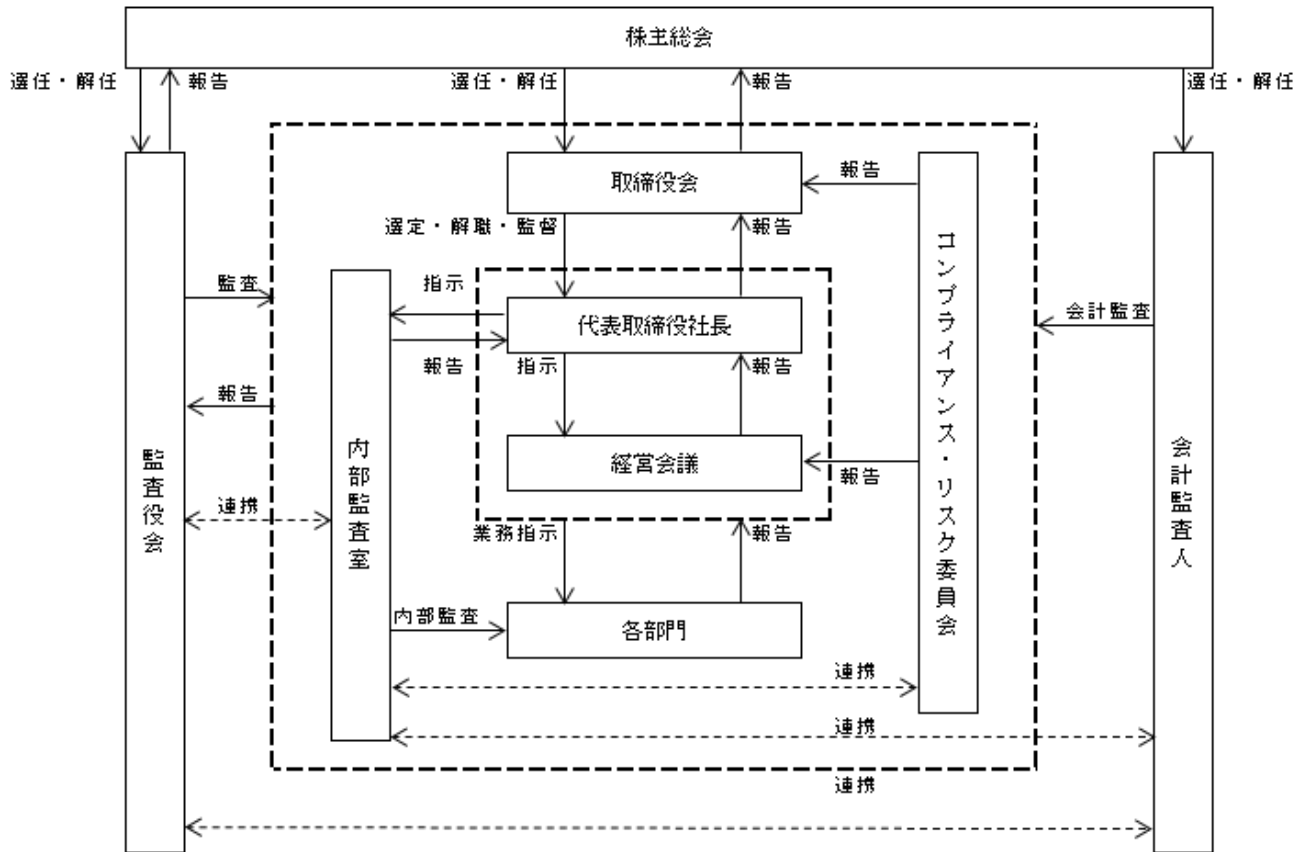 株主総会
選任・解任
報告
選任・解任
報告
選任・解任
取締役会
報告
選定・解職・監督
報告
監査
指示
代表取締役社長
会計監査
報告
指示
報告
報告
経営会議
報告
連携
業務指示
報告
内部監査
各部門
連携
連携
連携
監査役会
内部監査室
コンプライアンス・リスク委員会
会計監査人